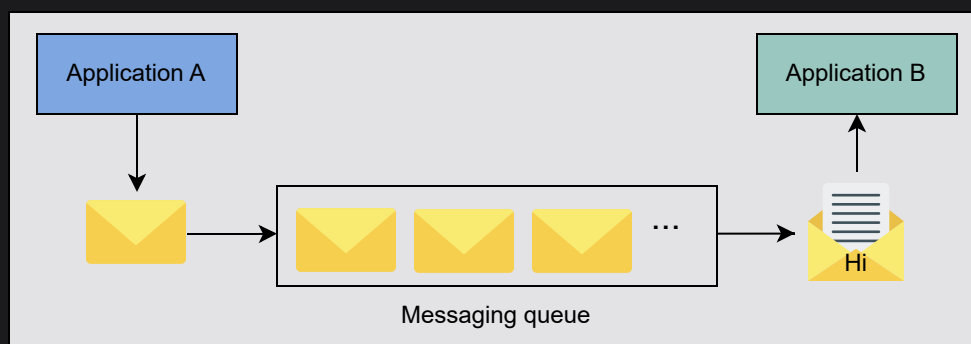 Application A
Application B
...
Hi
Messaging queue